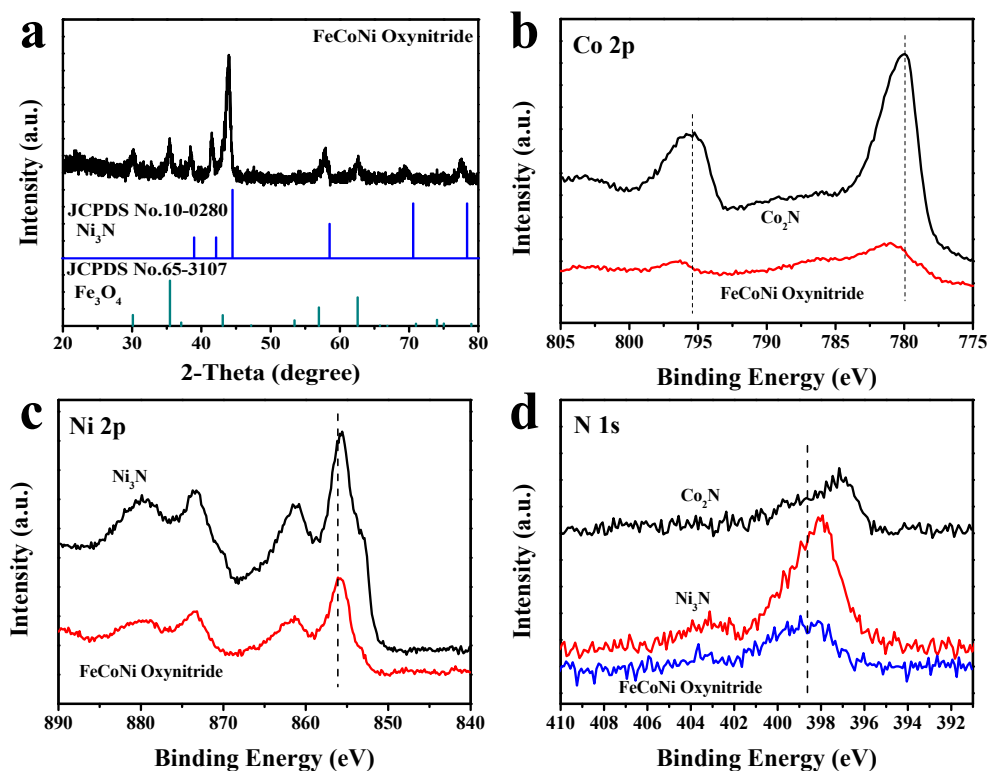 a
FeCoNi Oxynitride
Intensity (a.u.)
JCPDS No.10-0280
Ni₃N
JCPDS No.65-3107
Fe₃O₄
20 30 40 50 60 70 80
2-Theta (degree)
b
Co 2p
Intensity (a.u.)
Co₂N
FeCoNi Oxynitride
805 800 795 790 785 780 775
Binding Energy (eV)
c
Ni 2p
Intensity (a.u.)
Ni₃N
FeCoNi Oxynitride
890 880 870 860 850 840
Binding Energy (eV)
d
N 1s
Intensity (a.u.)
Co₂N
Ni₃N
FeCoNi Oxynitride
410 408 406 404 402 400 398 396 394 392
Binding Energy (eV)